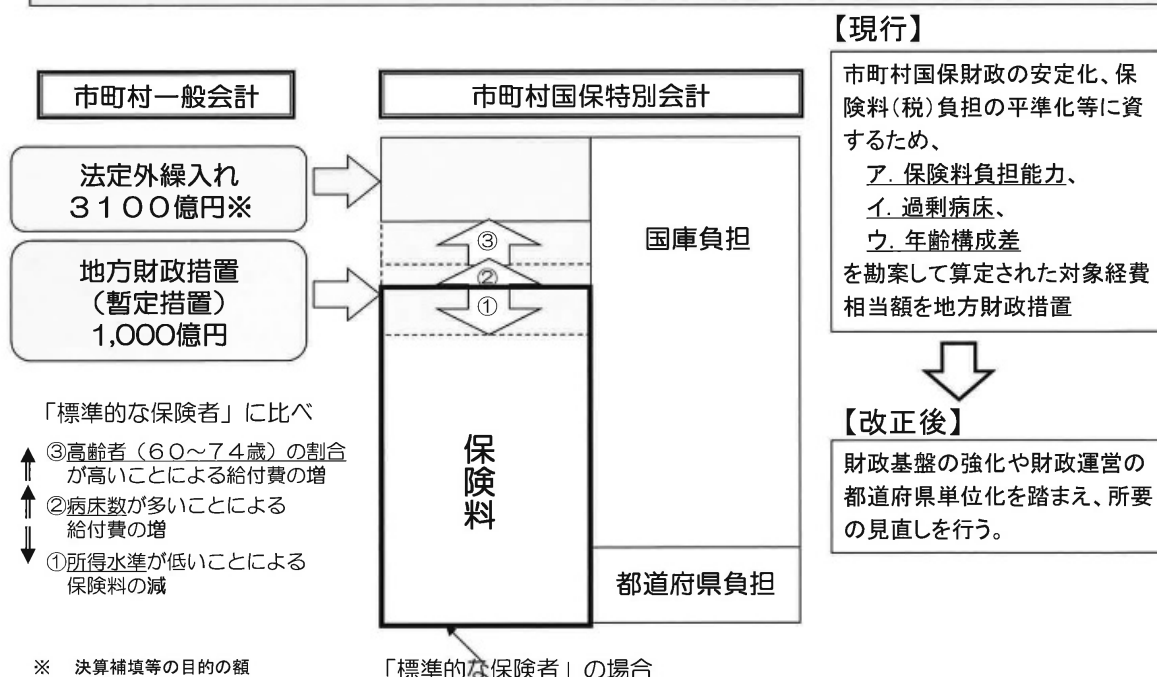 市町村一般会計
市町村国保特別会計
法定外繰入れ
３１００億円※
地方財政措置
（暫定措置）
1,000億円
③
②
①
保険料
国庫負担
都道府県負担
「標準的な保険者」に比べ
③高齢者（６０～７４歳）の割合
が高いことによる給付費の増
②病床数が多いことによる
給付費の増
①所得水準が低いことによる
保険料の減
※　決算補填等の目的の額
「標準的な保険者」の場合
【現行】
市町村国保財政の安定化、保
険料（税）負担の平準化等に資
するため、
ア．保険料負担能力、
イ．過剰病床、
ウ．年齢構成差
を勘案して算定された対象経費
相当額を地方財政措置
【改正後】
財政基盤の強化や財政運営の
都道府県単位化を踏まえ、所要
の見直しを行う。